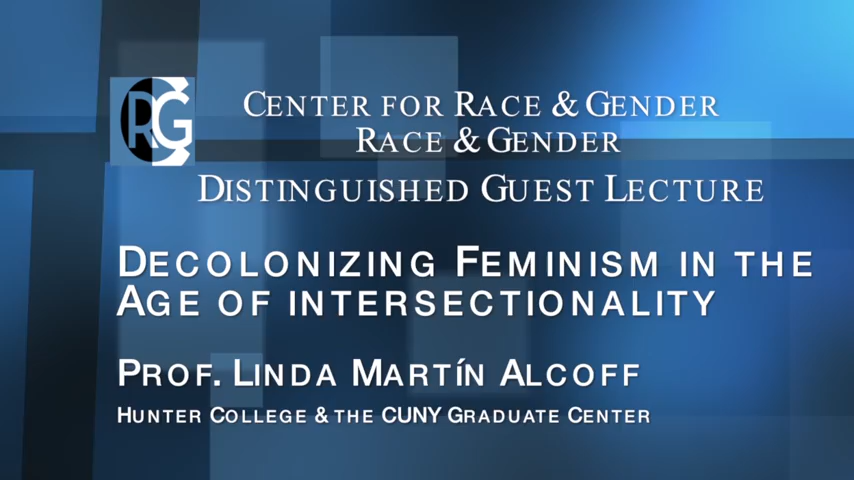 CRG
CENTER FOR RACE & GENDER
RACE & GENDER
DISTINGUISHED GUEST LECTURE
DECOLONIZING FEMINISM IN THE
AGE OF INTERSECTIONALITY
PROF. LINDA MARTÍN ALCOFF
HUNTER COLLEGE & THE CUNY GRADUATE CENTER